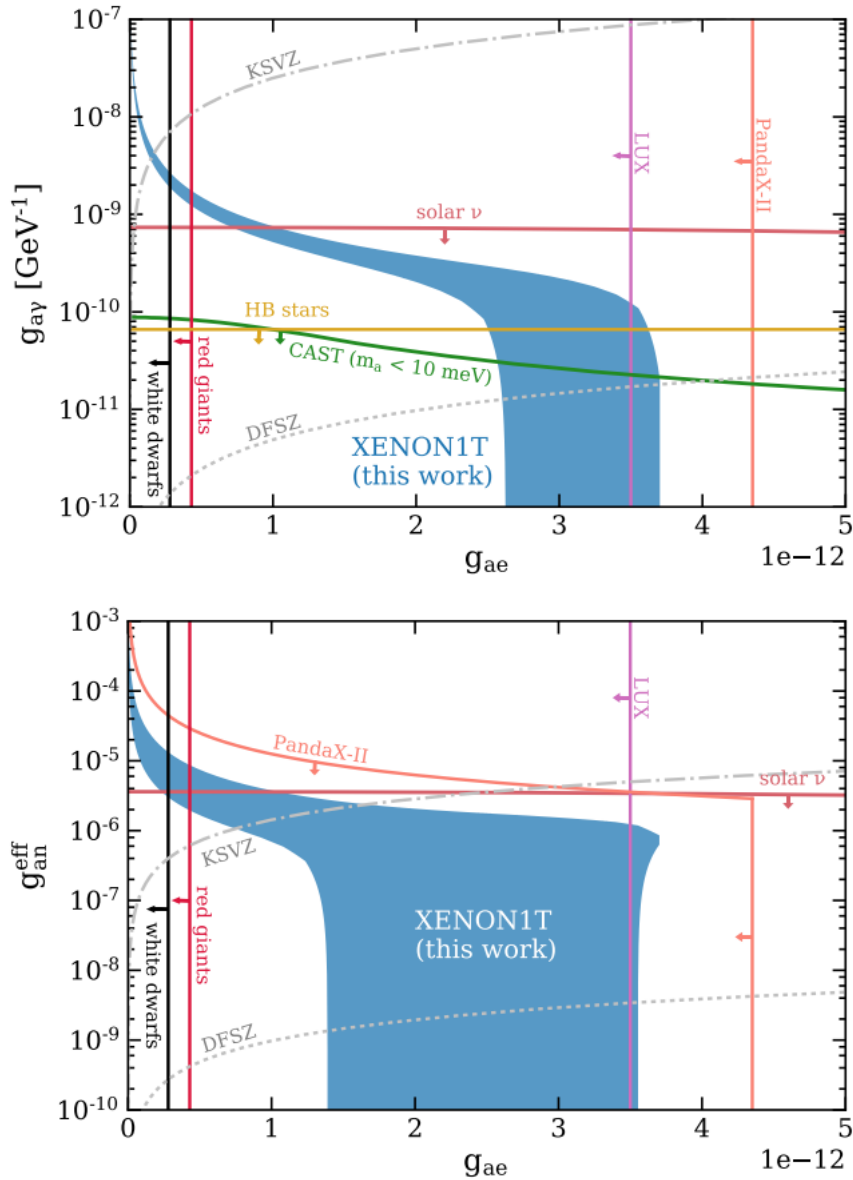 10⁻⁷
KSVZ
10⁻⁸
LUX
PandaX-II
10⁻⁹
solar ν
gₐᵧ [GeV⁻¹]
10⁻¹⁰
HB stars
CAST (mₐ < 10 meV)
red giants
white dwarfs
10⁻¹¹
DFSZ
XENON1T
(this work)
10⁻¹²
0 1 2 3 4 5
gₐₑ
1e−12
10⁻³
10⁻⁴
LUX
10⁻⁵
PandaX-II
solar ν
10⁻⁶
g_an^eff
KSVZ
10⁻⁷
red giants
white dwarfs
XENON1T
(this work)
10⁻⁸
10⁻⁹
DFSZ
10⁻¹⁰
0 1 2 3 4 5
gₐₑ
1e−12